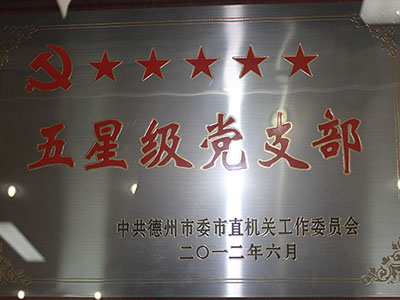 五星级党支部
中共德州市委市直机关工作委员会
二〇一二年六月